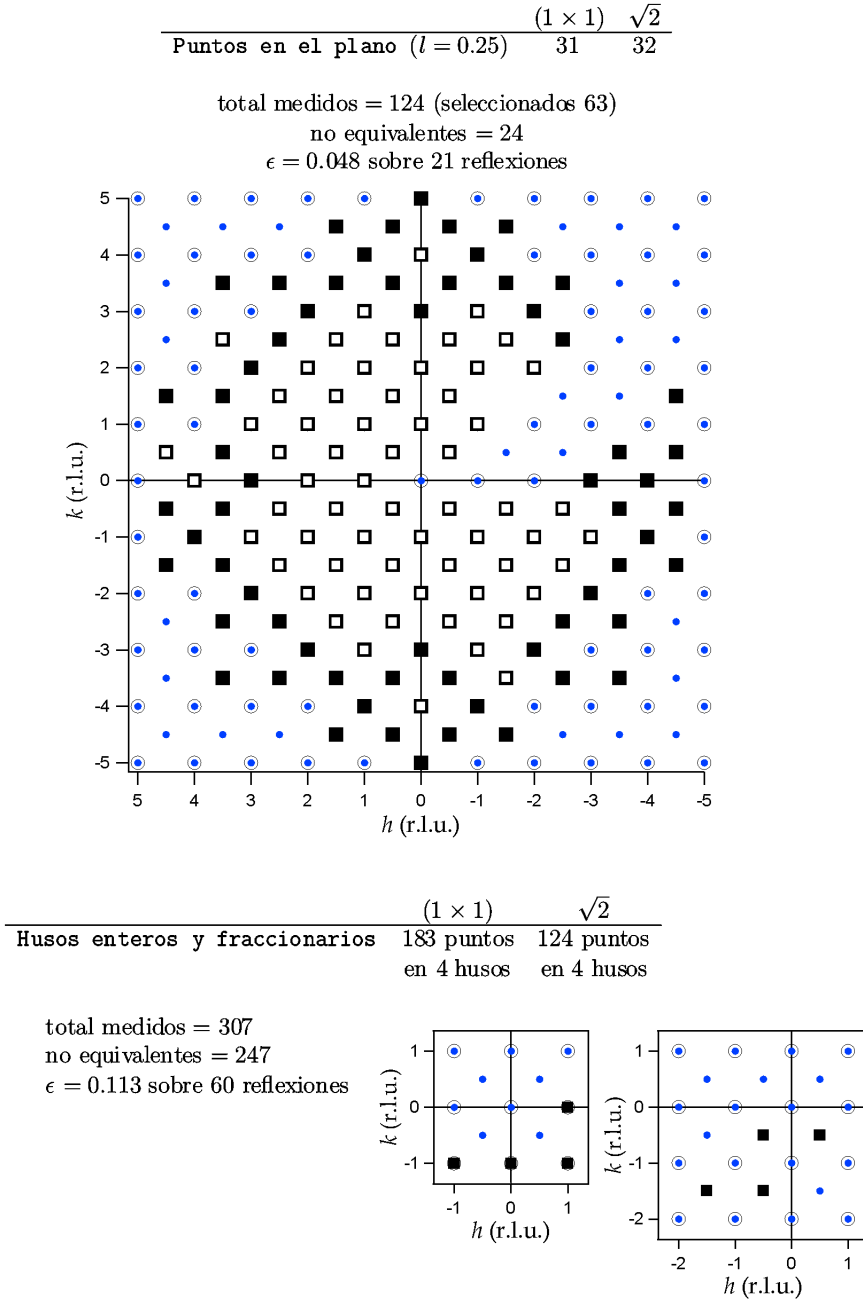 (1 × 1) √2
Puntos en el plano (l = 0.25) 31 32
total medidos = 124 (seleccionados 63)
no equivalentes = 24
ϵ = 0.048 sobre 21 reflexiones
5
4
3
2
1
0
-1
-2
-3
-4
-5
k (r.l.u.)
5 4 3 2 1 0 -1 -2 -3 -4 -5
h (r.l.u.)
(1 × 1) √2
Husos enteros y fraccionarios 183 puntos 124 puntos
en 4 husos en 4 husos
total medidos = 307
no equivalentes = 247
ϵ = 0.113 sobre 60 reflexiones
1
0
-1
k (r.l.u.)
-1 0 1
h (r.l.u.)
1
0
-1
-2
k (r.l.u.)
-2 -1 0 1
h (r.l.u.)